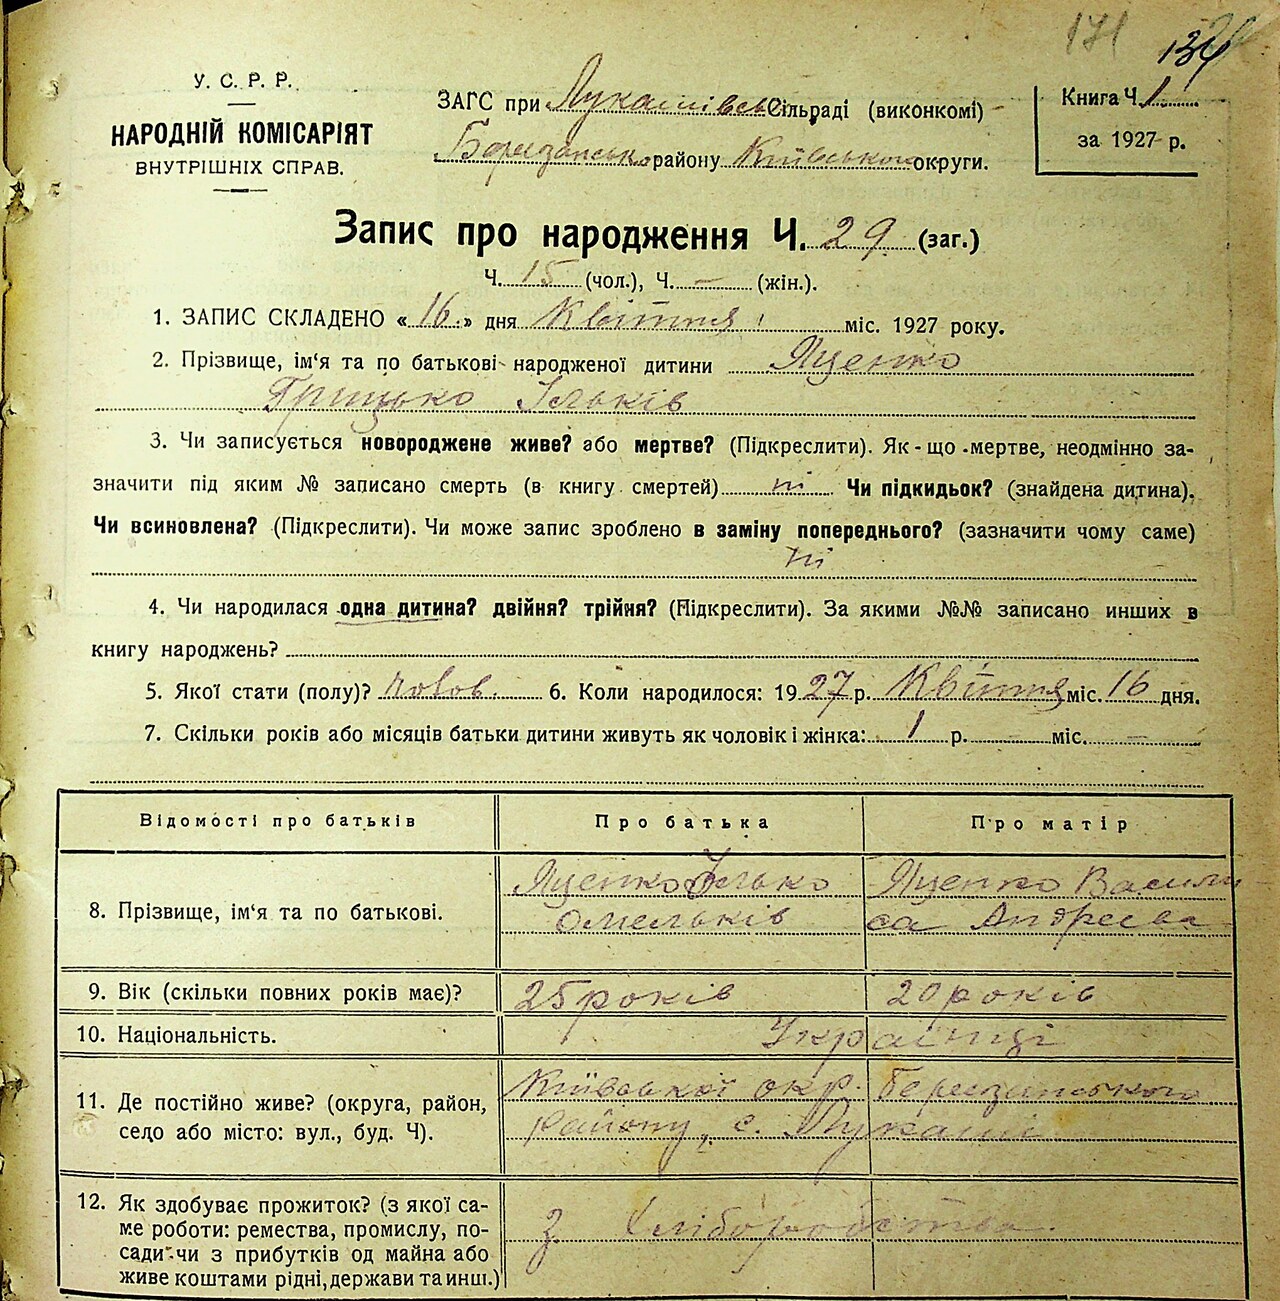 171
134
У. С. Р. Р.
НАРОДНІЙ КОМІСАРІЯТ
ВНУТРІШНІХ СПРАВ.
ЗАГС при Лукашівській Сільраді (виконкомі)
Березанського району Київської округи.
Книга Ч. 1
за 1927 р.
Запис про народження Ч. 29 (заг.)
Ч. 15 (чол.), Ч. — (жін.).
1. ЗАПИС СКЛАДЕНО « 16 » дня Квітня міс. 1927 року.
2. Прізвище, ім‘я та по батькові народженої дитини Яценко
Грицько Ільків
3. Чи записується новороджене живе? або мертве? (Підкреслити). Як-що мертве, неодмінно за-
значити під яким № записано смерть (в книгу смертей) ні Чи підкидьок? (знайдена дитина).
Чи всиновлена? (Підкреслити). Чи може запис зроблено в заміну попереднього? (зазначити чому саме)
ні
4. Чи народилася одна дитина? двійня? трійня? (Підкреслити). За якими №№ записано инших в
книгу народжень?
5. Якої стати (полу)? чолов. 6. Коли народилося: 1927 р. Квітня міс. 16 дня.
7. Скільки років або місяців батьки дитини живуть як чоловік і жінка: 1 р. — міс. —
Відомості про батьків
Про батька
Про матір
8. Прізвище, ім‘я та по батькові.
Яценко Ілько
Омельків
Яценко Васили
са Андреева
9. Вік (скільки повних років має)?
25 років
20 років
10. Національність.
Українці
11. Де постійно живе? (округа, район,
село або місто: вул., буд. Ч).
Київської окр. Березанського
району, с. Лукаші
12. Як здобуває прожиток? (з якої са-
ме роботи: ремества, промислу, по-
сади чи з прибутків од майна або
живе коштами рідні, держави та инш.)
З хліборобства.